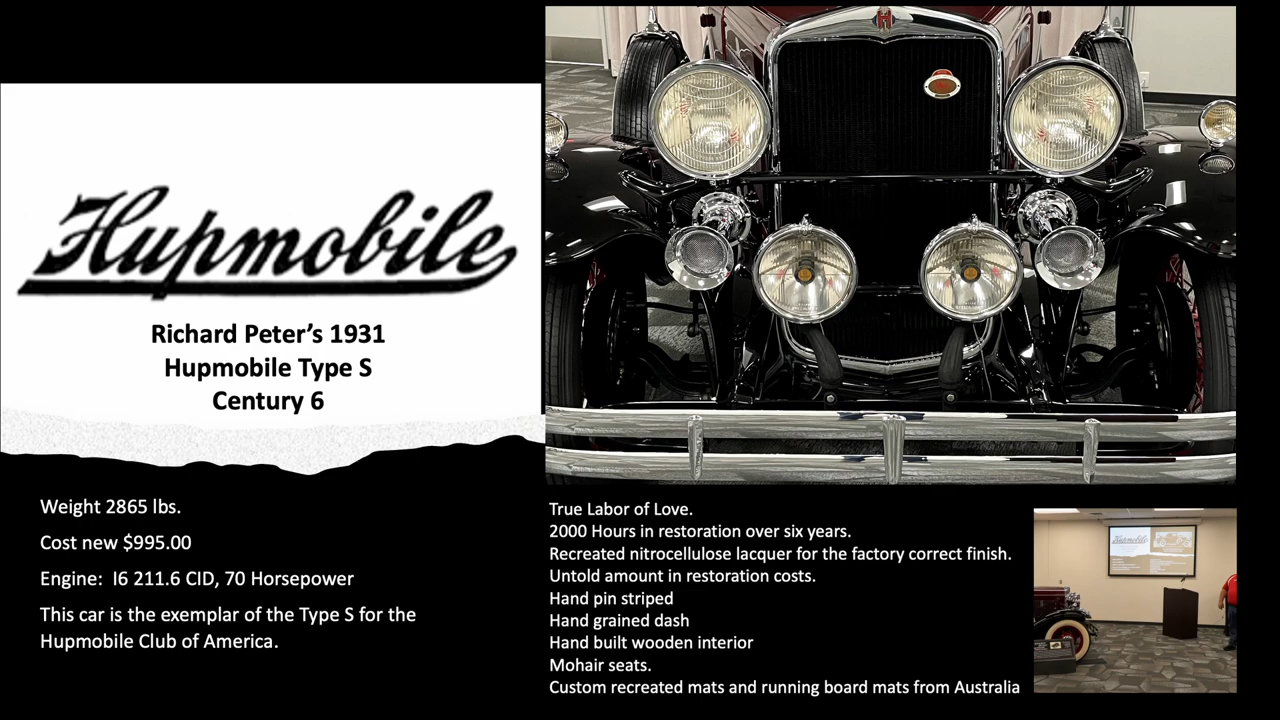 Hupmobile
Richard Peter's 1931
Hupmobile Type S
Century 6
Weight 2865 lbs.
Cost new $995.00
Engine:  I6 211.6 CID, 70 Horsepower
This car is the exemplar of the Type S for the
Hupmobile Club of America.
True Labor of Love.
2000 Hours in restoration over six years.
Recreated nitrocellulose lacquer for the factory correct finish.
Untold amount in restoration costs.
Hand pin striped
Hand grained dash
Hand built wooden interior
Mohair seats.
Custom recreated mats and running board mats from Australia